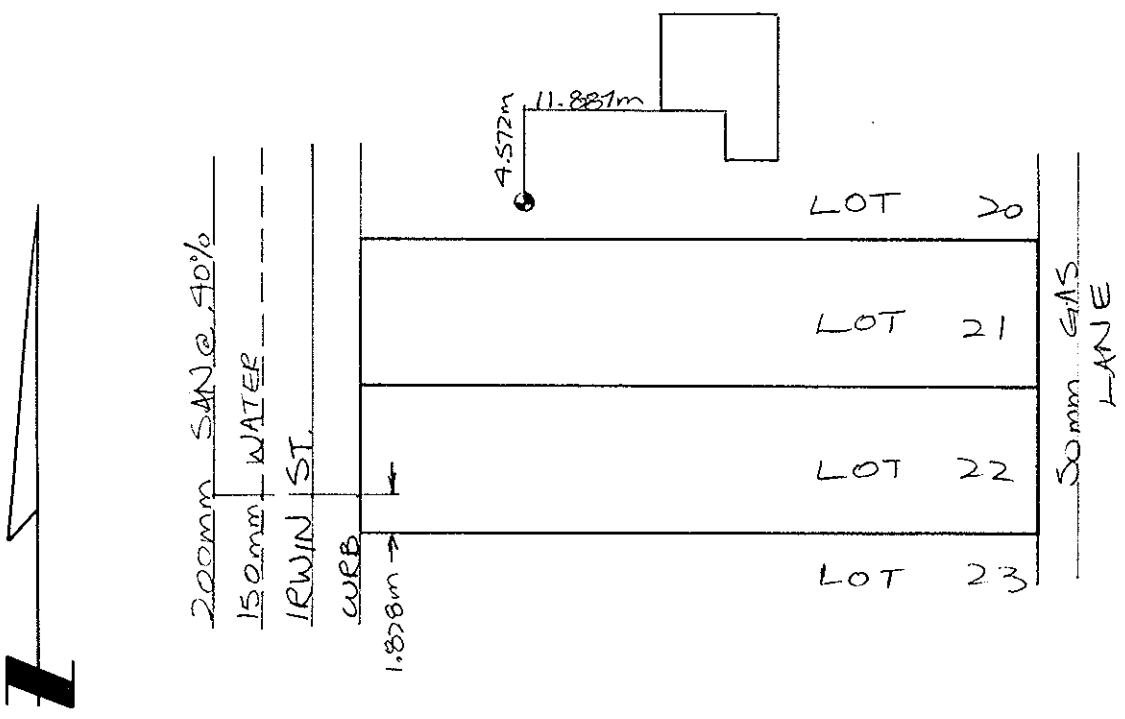 4.572m
11.887m
200mm SAN @ .40%
150mm WATER
IRWIN ST.
CURB
1.828m
LOT 20
LOT 21
LOT 22
LOT 23
50mm GAS
LANE
N